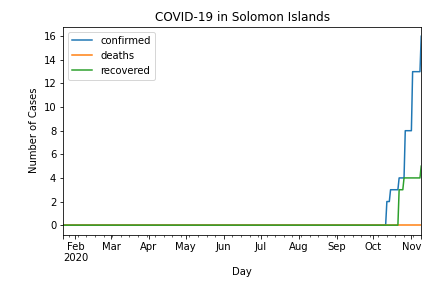 COVID-19 in Solomon Islands
confirmed
deaths
recovered
Number of Cases
16
14
12
10
8
6
4
2
0
Feb Mar Apr May Jun Jul Aug Sep Oct Nov
2020
Day